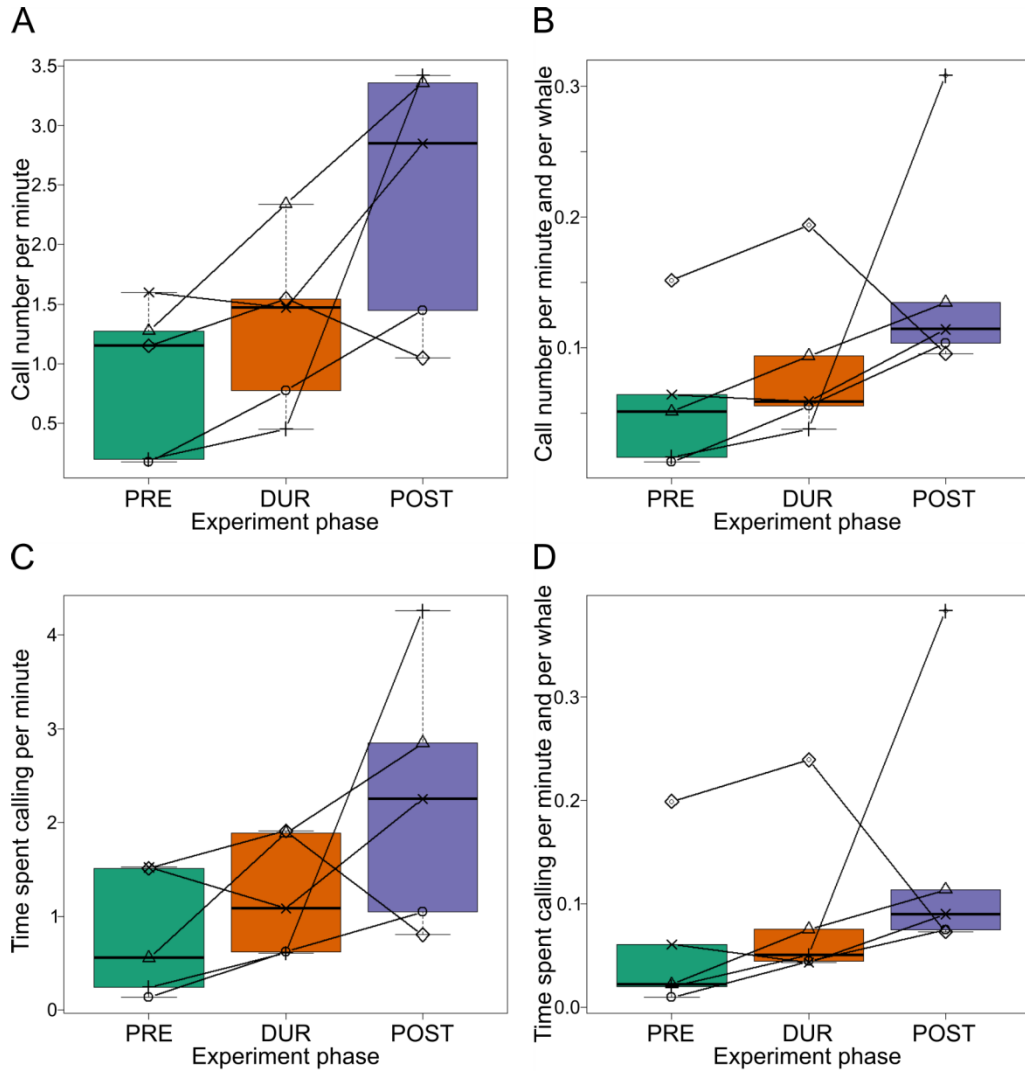 A
Call number per minute
3.5
3.0
2.5
2.0
1.5
1.0
0.5
PRE DUR POST
Experiment phase
B
Call number per minute and per whale
0.3
0.2
0.1
PRE DUR POST
Experiment phase
C
Time spent calling per minute
4
3
2
1
0
PRE DUR POST
Experiment phase
D
Time spent calling per minute and per whale
0.3
0.2
0.1
0.0
PRE DUR POST
Experiment phase